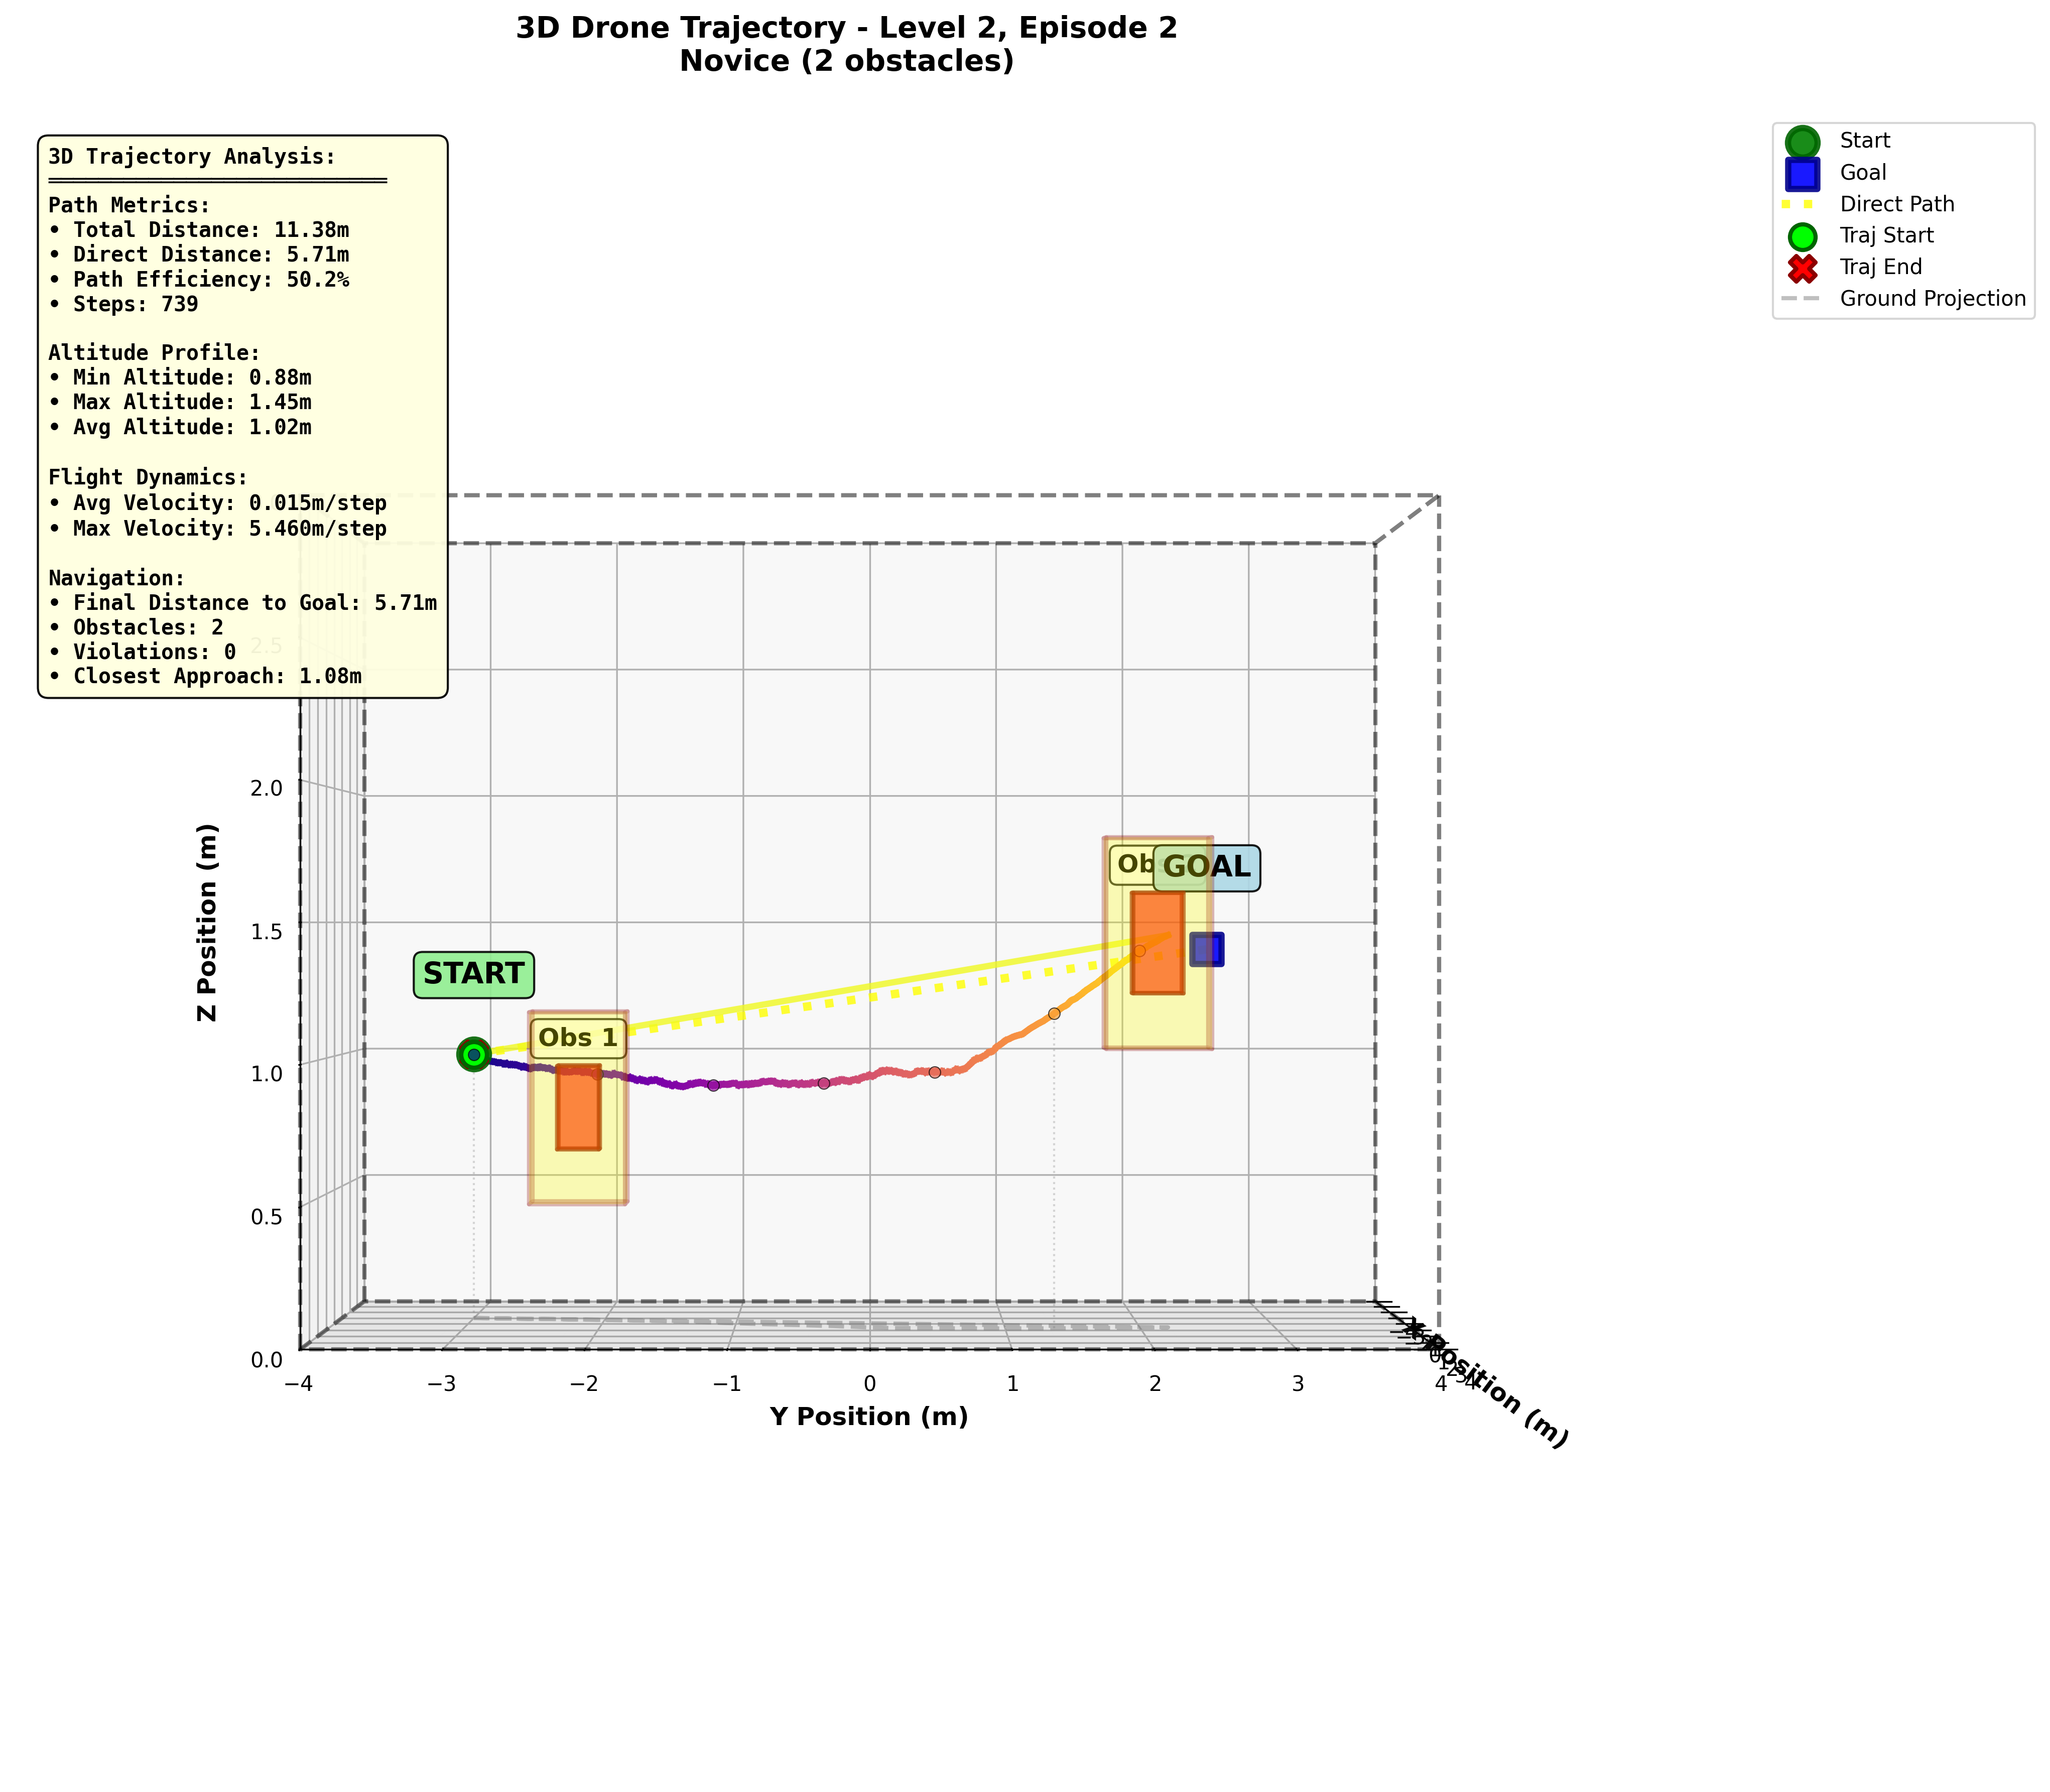 3D Drone Trajectory - Level 2, Episode 2
Novice (2 obstacles)
3D Trajectory Analysis:
Path Metrics:
• Total Distance: 11.38m
• Direct Distance: 5.71m
• Path Efficiency: 50.2%
• Steps: 739
Altitude Profile:
• Min Altitude: 0.88m
• Max Altitude: 1.45m
• Avg Altitude: 1.02m
Flight Dynamics:
• Avg Velocity: 0.015m/step
• Max Velocity: 5.460m/step
Navigation:
• Final Distance to Goal: 5.71m
• Obstacles: 2
• Violations: 0
• Closest Approach: 1.08m
Start
Goal
Direct Path
Traj Start
Traj End
Ground Projection
2.5
2.0
1.5
1.0
0.5
0.0
Z Position (m)
START
Obs 1
GOAL
−4
−3
−2
−1
0
1
2
3
4
Y Position (m)
X Position (m)